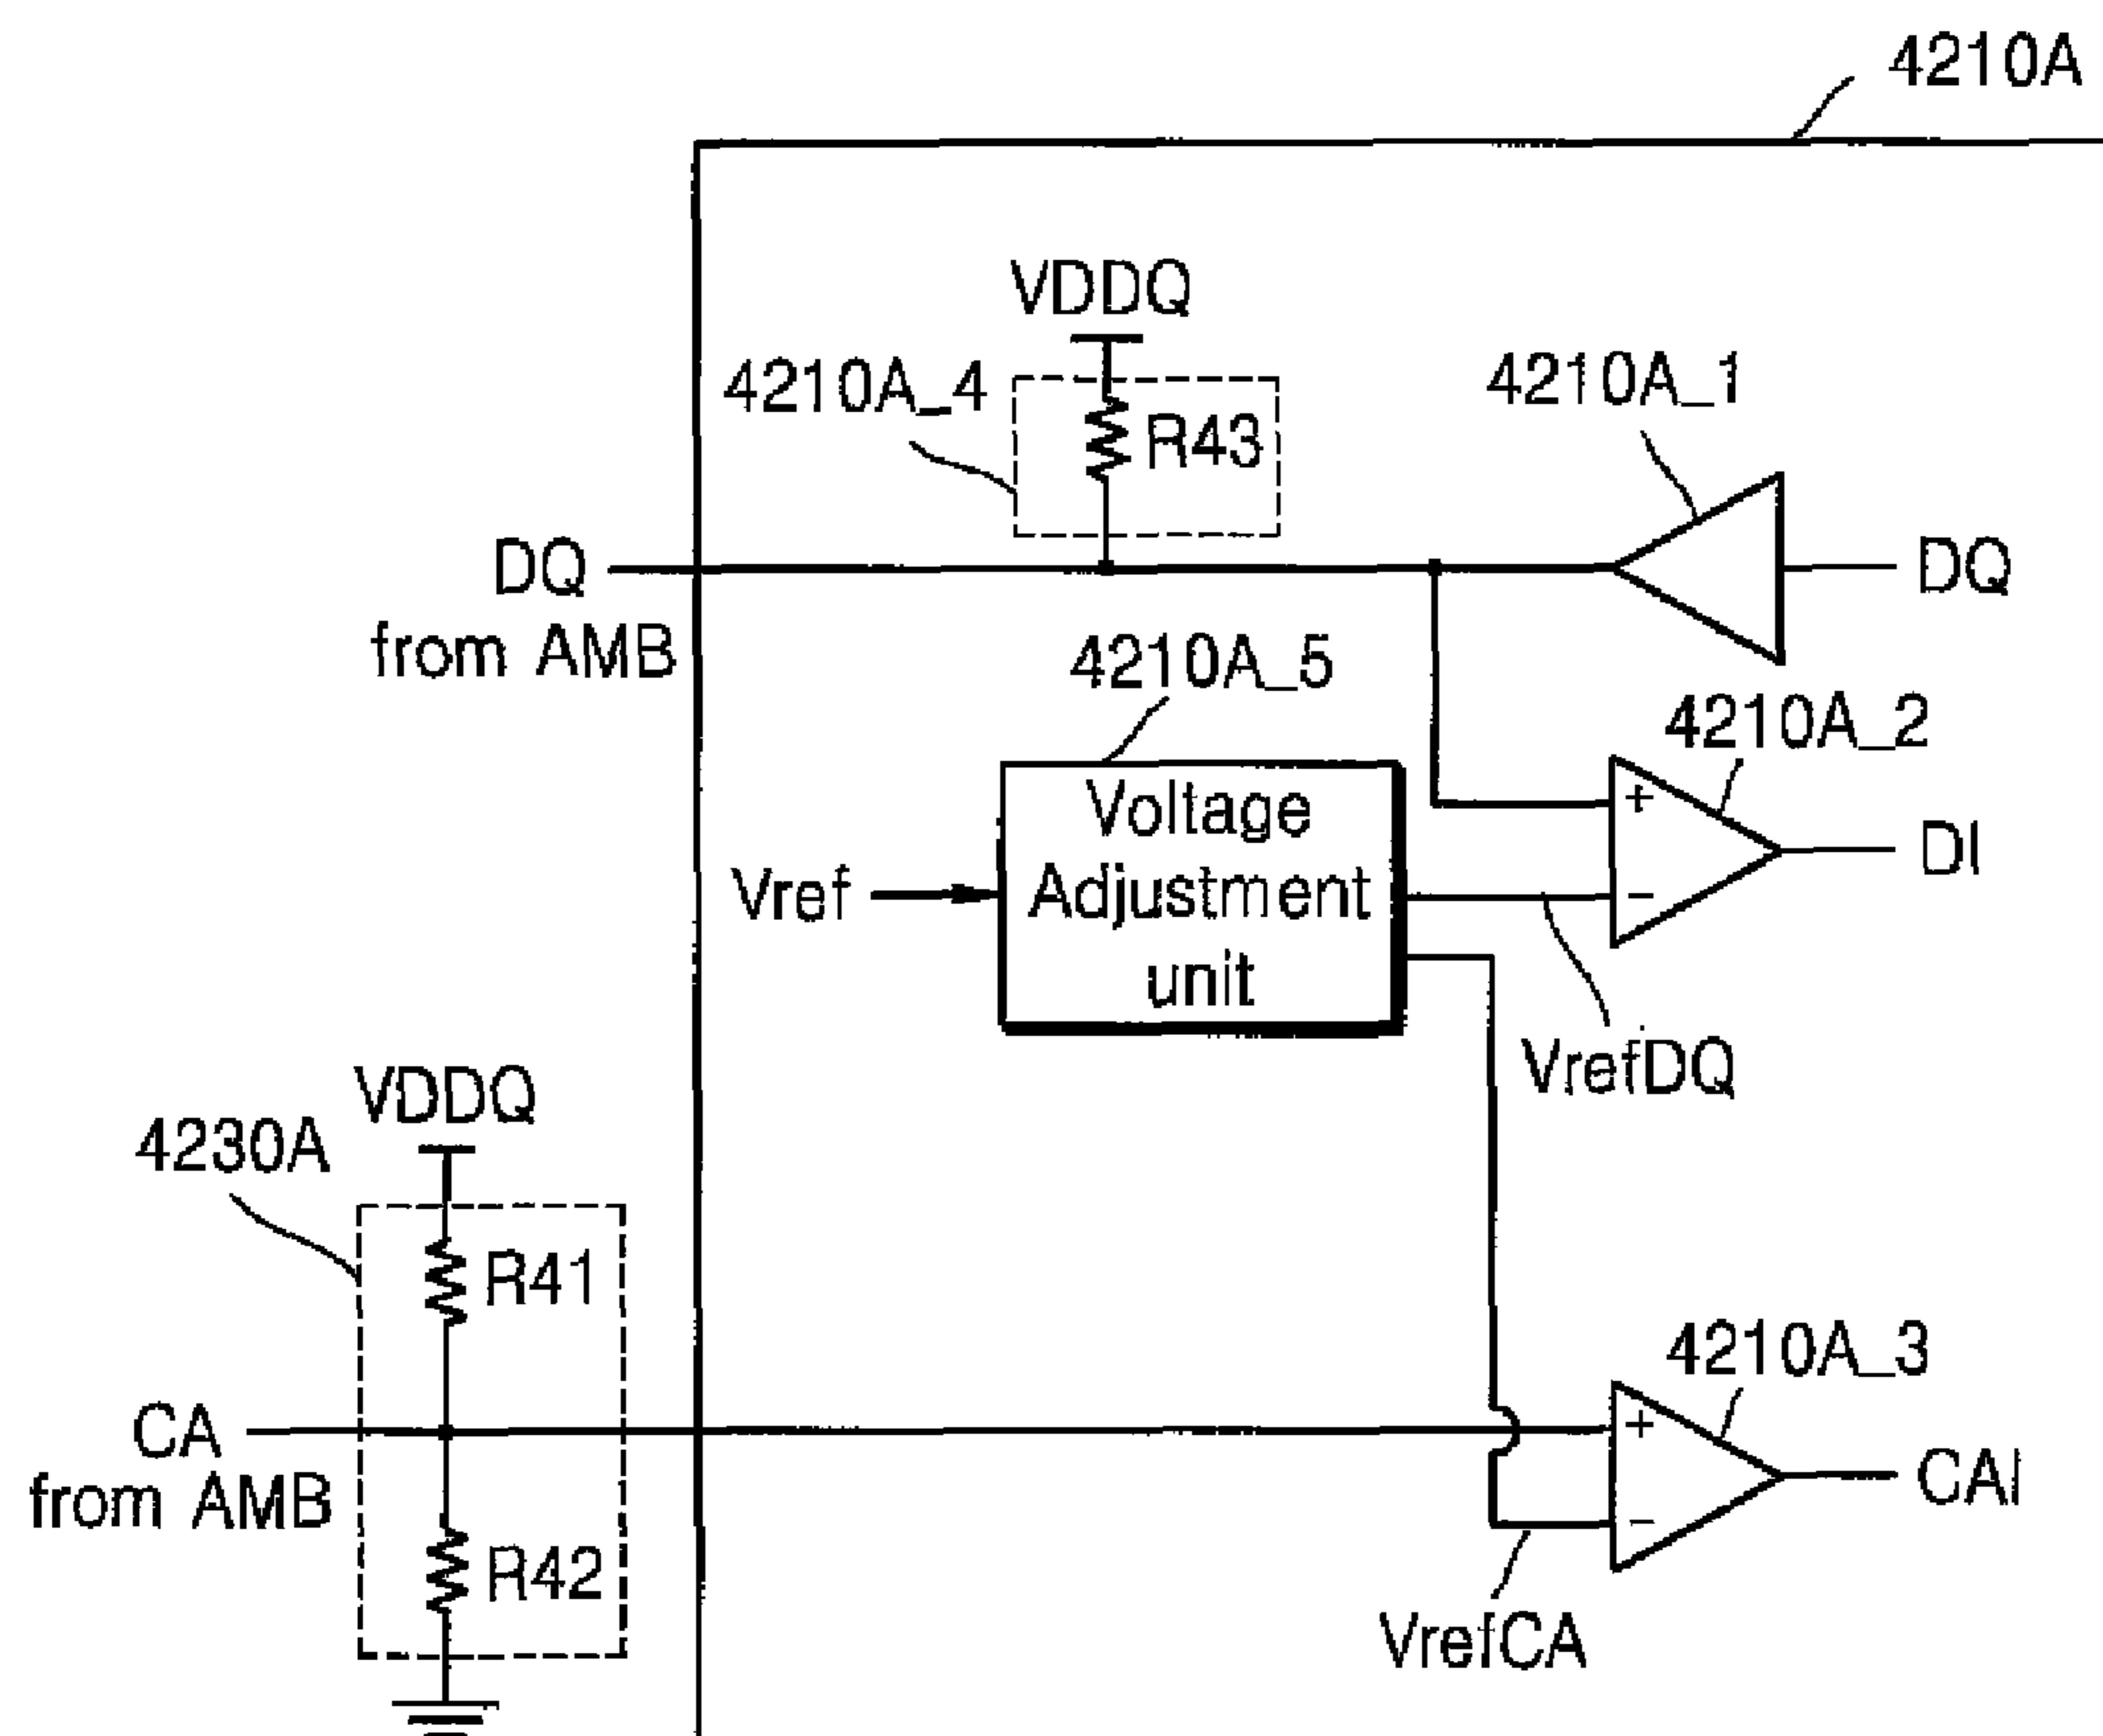 4210A
VDDQ
4210A_4
R43
4210A_1
DQ
from AMB
DQ
4210A_5
4210A_2
Voltage
Adjustment
unit
+
−
DI
Vref
VrefDQ
VDDQ
4230A
R41
4210A_3
CA
from AMB
+
−
CAI
R42
VrefCA